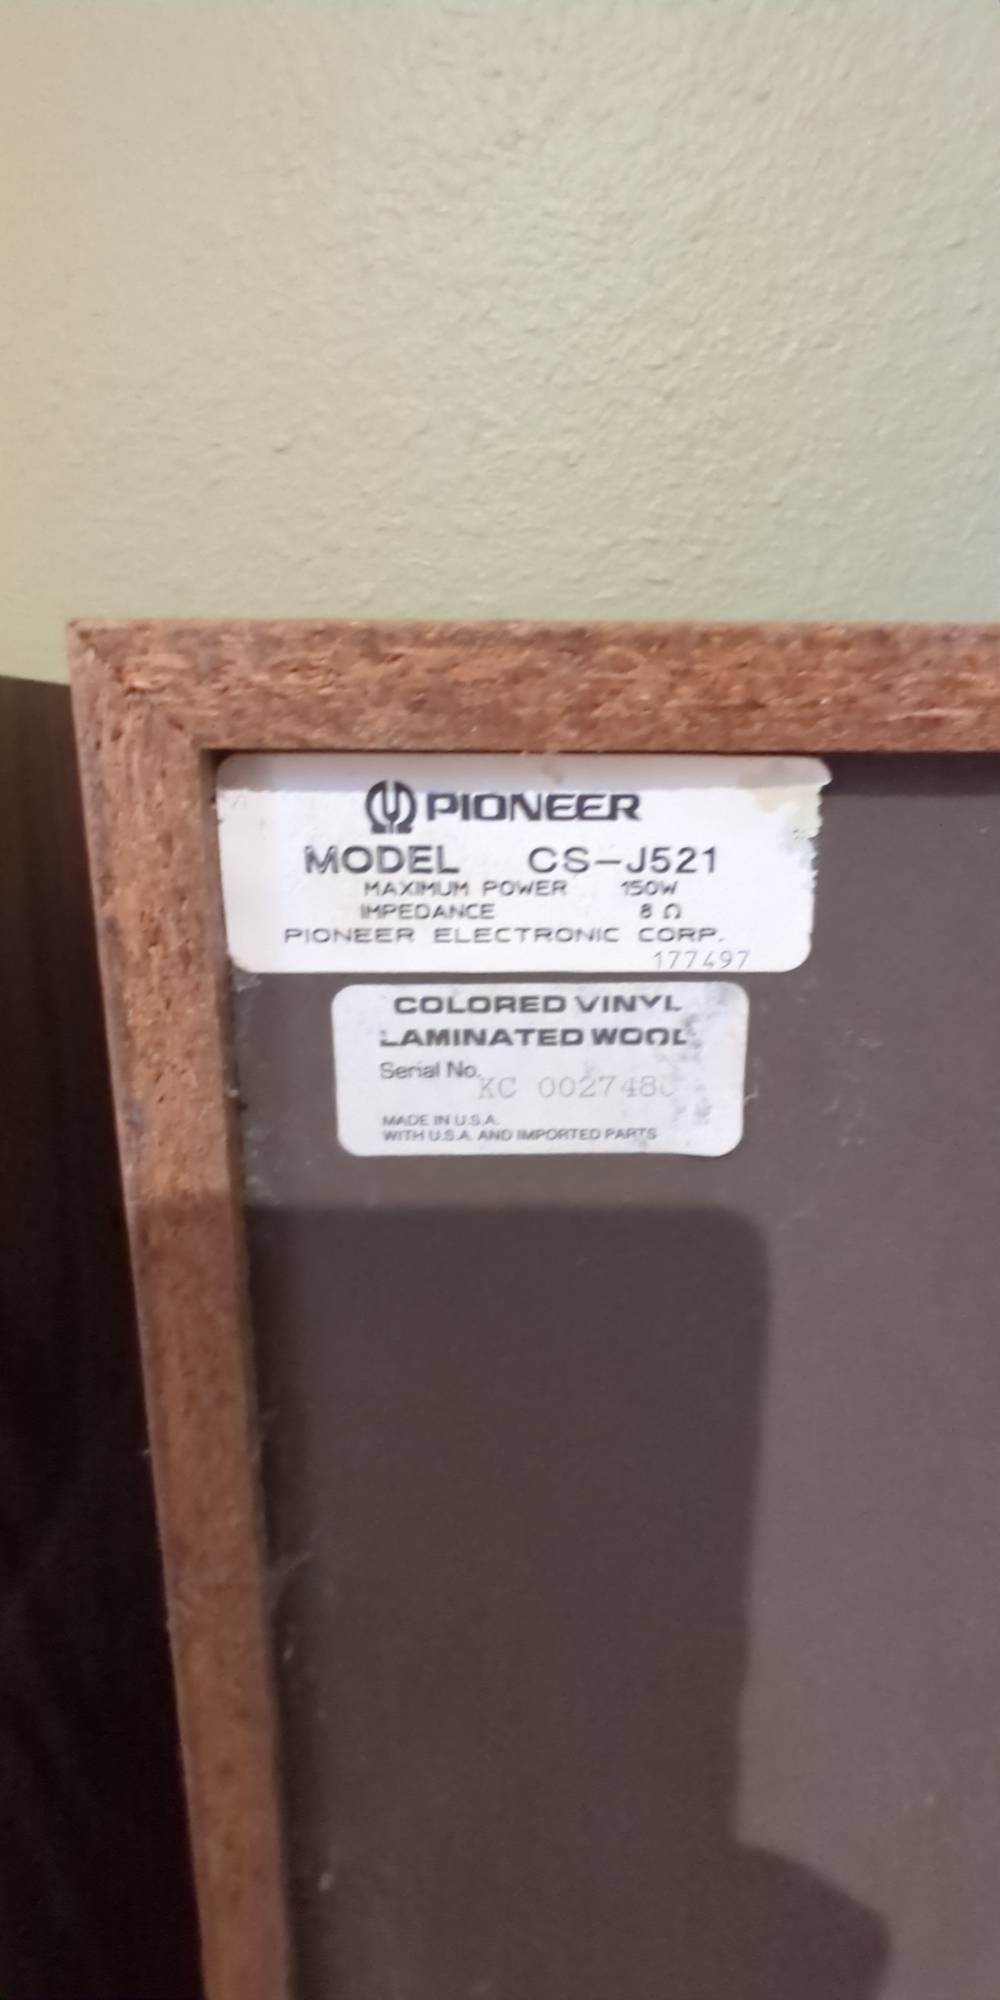 PIONEER
MODEL CS-J521
MAXIMUM POWER 150W
IMPEDANCE 8 Ω
PIONEER ELECTRONIC CORP.
177497
COLORED VINYL
LAMINATED WOOD
Serial No.
KC
MADE IN U.S.A.
WITH U.S.A. AND IMPORTED PARTS